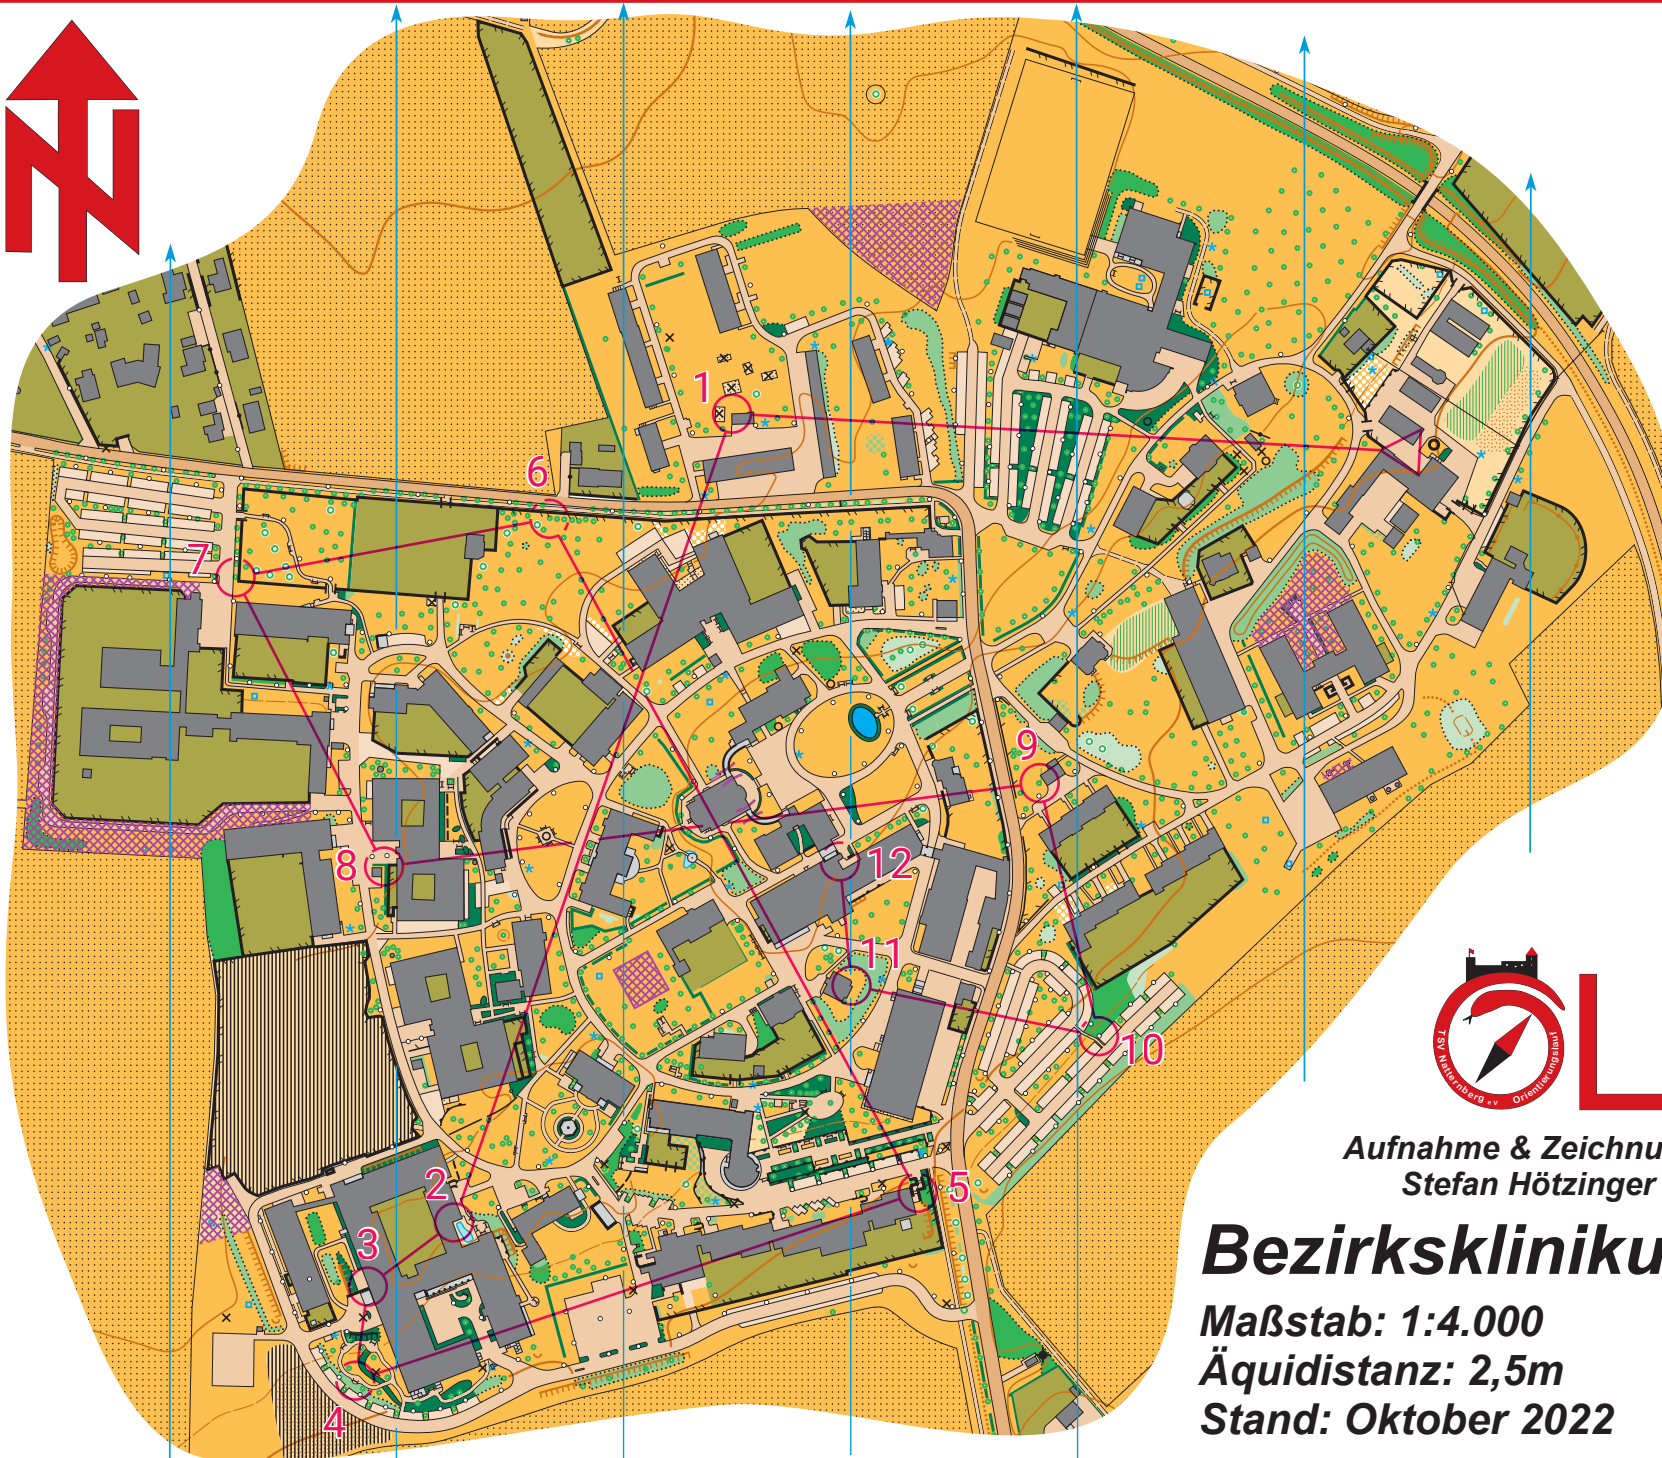 1
6
7
9
12
8
11
10
L
TSV Natternberg e.V. Orientierungslauf
Aufnahme & Zeichnu
Stefan Hötzinger
2
5
Bezirkskliniku
3
Maßstab: 1:4.000
Äquidistanz: 2,5m
4
Stand: Oktober 2022